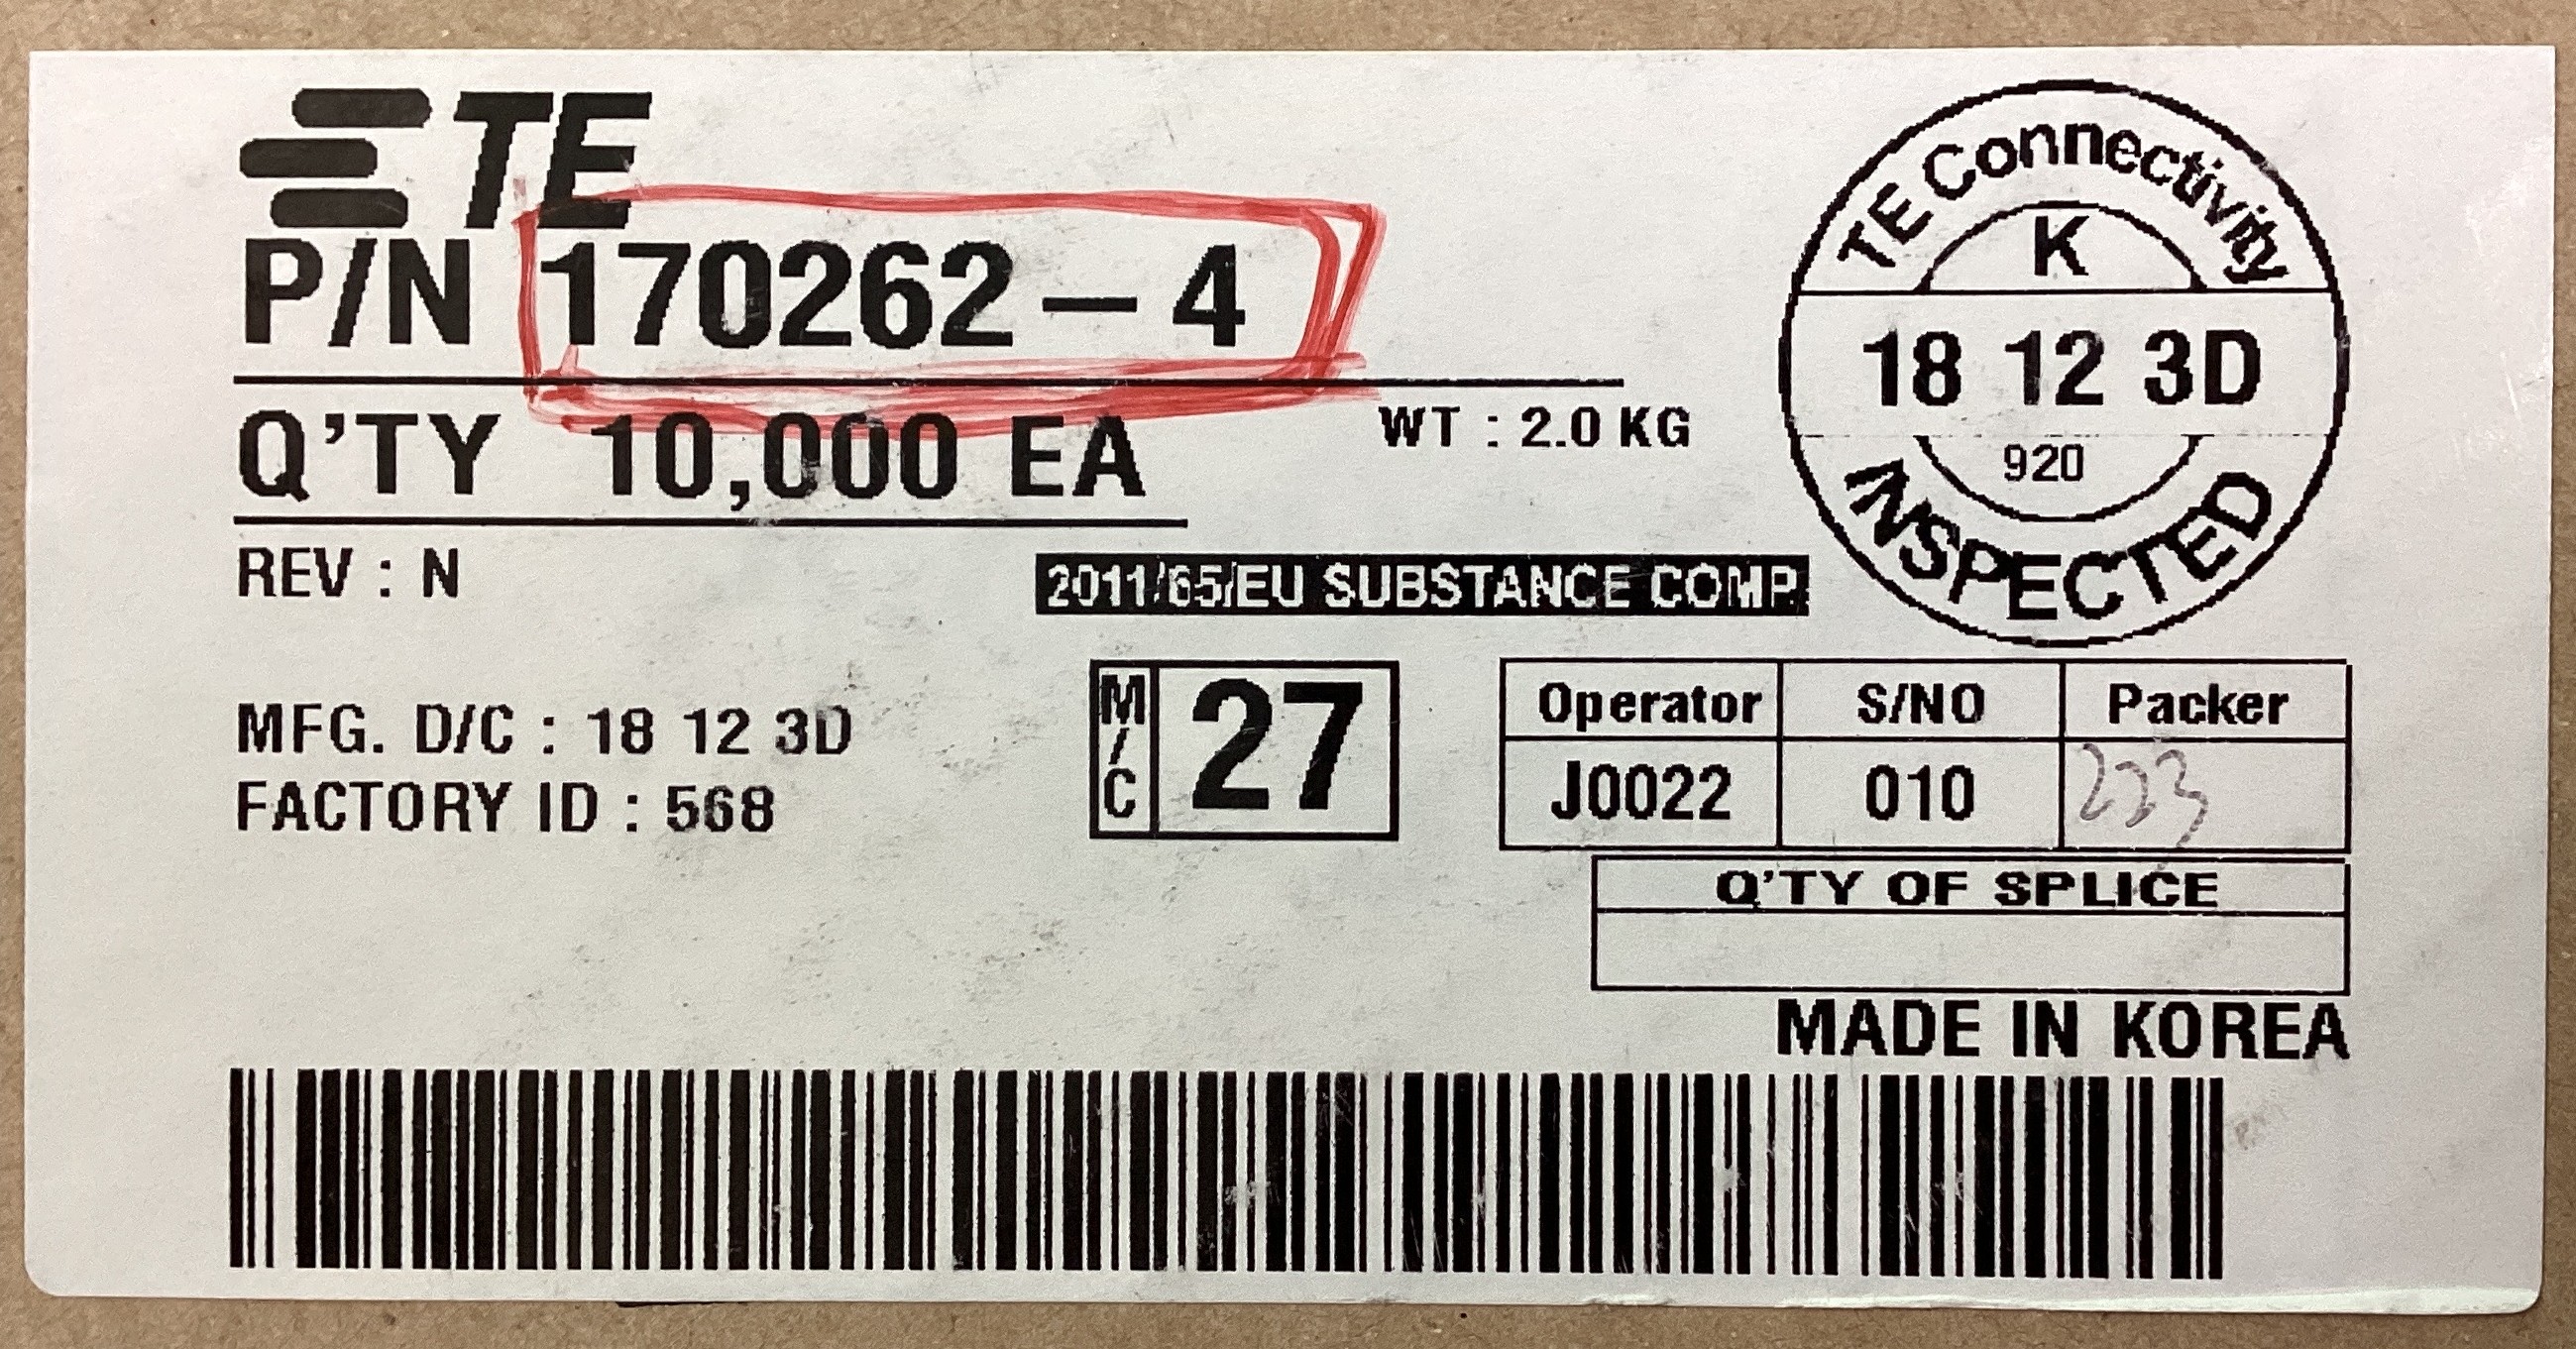 TE
P/N 170262-4
Q'TY 10,000 EA
WT : 2.0 KG
REV : N
2011/65/EU SUBSTANCE COMP.
TE Connectivity
K
18 12 3D
920
INSPECTED
MFG. D/C : 18 12 3D
FACTORY ID : 568
M/C 27
Operator S/NO Packer
J0022 010 223
Q'TY OF SPLICE
MADE IN KOREA